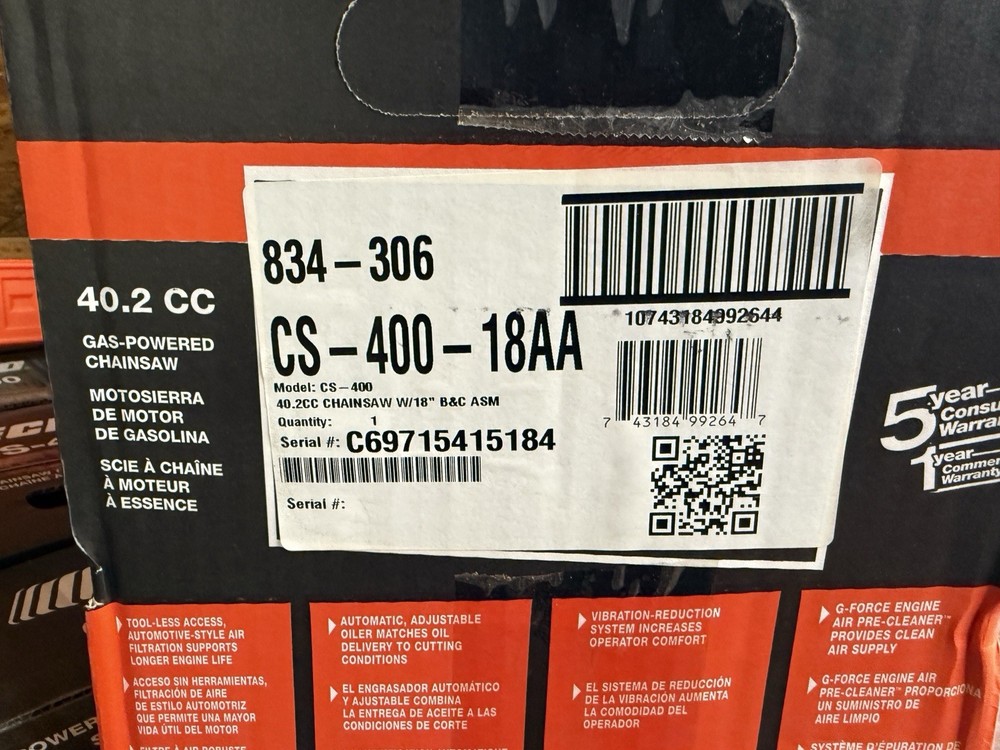 834-306
10743184992644
CS-400-18AA
Model: CS-400
40.2CC CHAINSAW W/18" B&C ASM
Quantity: 1
Serial #: C69715415184
Serial #:
7 43184 99264 7
40.2 CC
GAS-POWERED
CHAINSAW
MOTOSIERRA
DE MOTOR
DE GASOLINA
SCIE À CHAÎNE
À MOTEUR
À ESSENCE
5 year
Warra
1 year
Commer
Warranty
TOOL-LESS ACCESS,
AUTOMOTIVE-STYLE AIR
FILTRATION SUPPORTS
LONGER ENGINE LIFE
ACCESO SIN HERRAMIENTAS,
FILTRACIÓN DE AIRE
DE ESTILO AUTOMOTRIZ
QUE PERMITE UNA MAYOR
VIDA ÚTIL DEL MOTOR
AUTOMATIC, ADJUSTABLE
OILER MATCHES OIL
DELIVERY TO CUTTING
CONDITIONS
EL ENGRASADOR AUTOMÁTICO
Y AJUSTABLE COMBINA
LA ENTREGA DE ACEITE A LAS
CONDICIONES DE CORTE
VIBRATION-REDUCTION
SYSTEM INCREASES
OPERATOR COMFORT
EL SISTEMA DE REDUCCIÓN
DE LA VIBRACIÓN AUMENTA
LA COMODIDAD DEL
OPERADOR
G-FORCE ENGINE
AIR PRE-CLEANER™
PROVIDES CLEAN
AIR SUPPLY
G-FORCE ENGINE AIR
PRE-CLEANER™ PROPORCIONA
UN SUMINISTRO DE
AIRE LIMPIO
SYSTÈME D'ÉPURATION DE